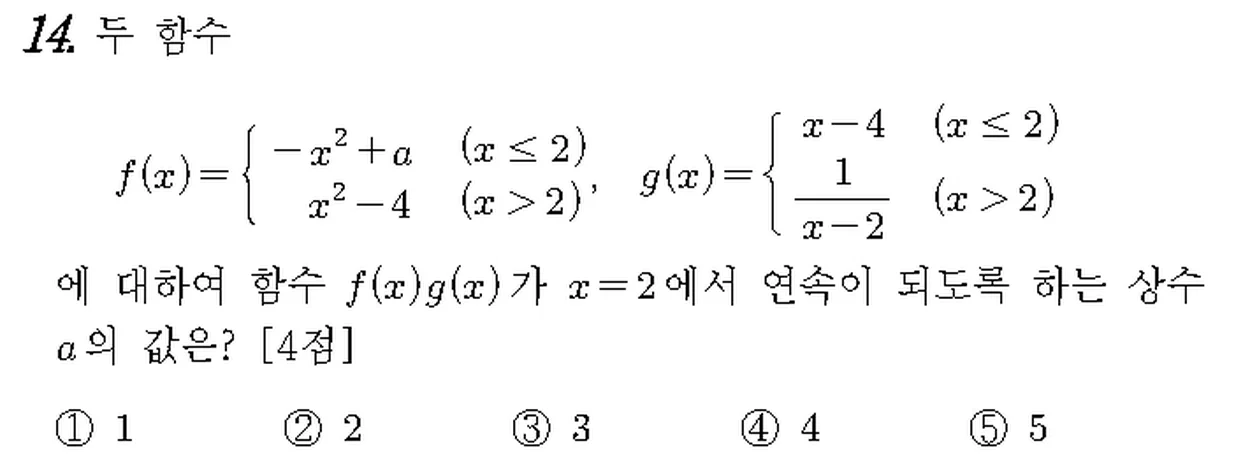 14. 두 함수
f(x)={ -x²+a (x≤2), x²-4 (x>2) , g(x)={ x-4 (x≤2), 1/(x-2) (x>2)
에 대하여 함수 f(x)g(x)가 x=2에서 연속이 되도록 하는 상수
a의 값은? [4점]
① 1 ② 2 ③ 3 ④ 4 ⑤ 5